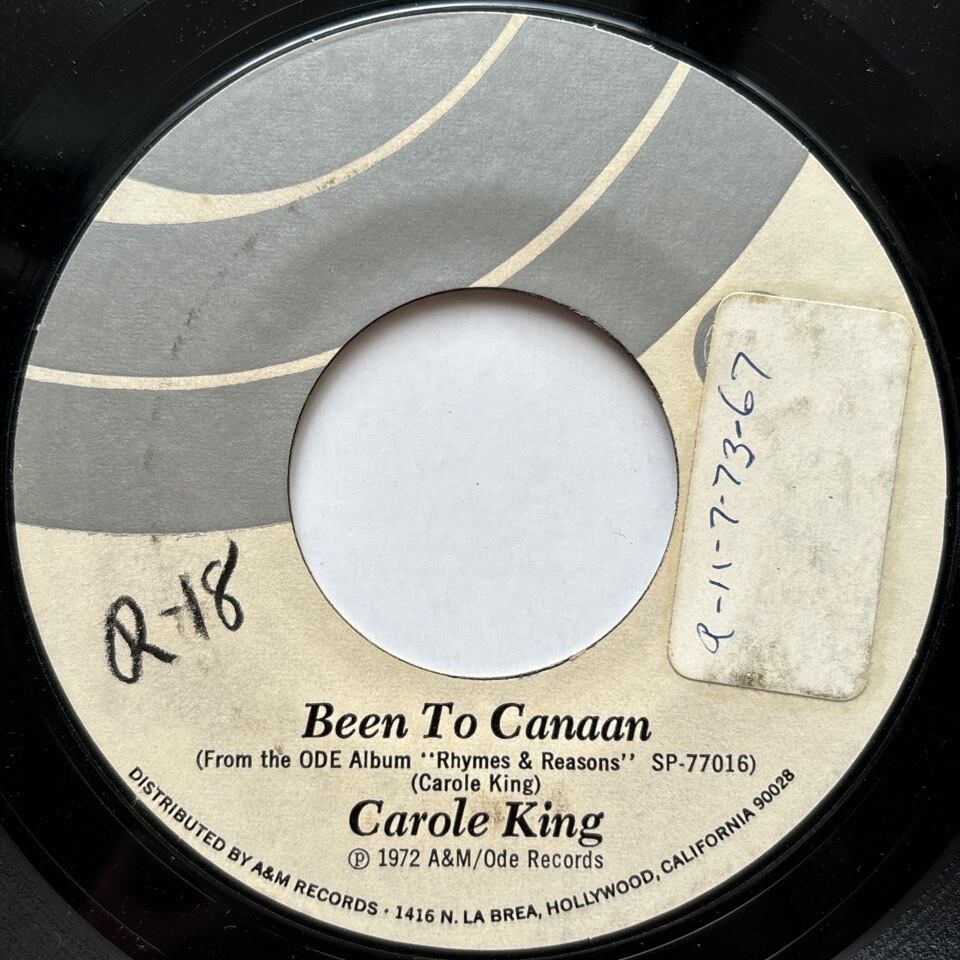 a-11-7-73-67
Q-18
Been To Canaan
(From the ODE Album "Rhymes & Reasons" SP-77016)
(Carole King)
Carole King
℗ 1972 A&M/Ode Records
DISTRIBUTED BY A&M RECORDS · 1416 N. LA BREA, HOLLYWOOD, CALIFORNIA 90028